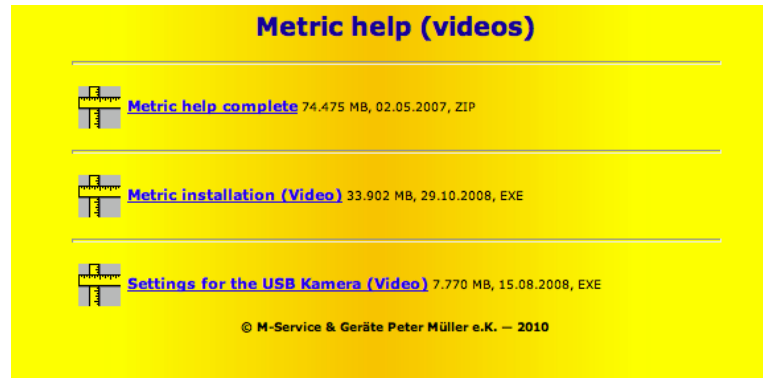 Metric help (videos)
Metric help complete 74.475 MB, 02.05.2007, ZIP
Metric installation (Video) 33.902 MB, 29.10.2008, EXE
Settings for the USB Kamera (Video) 7.770 MB, 15.08.2008, EXE
© M-Service & Geräte Peter Müller e.K. — 2010